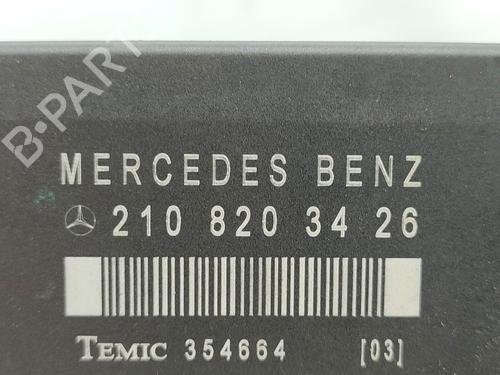 B-PART
MERCEDES BENZ
210 820 34 26
TEMIC 354664 [03]